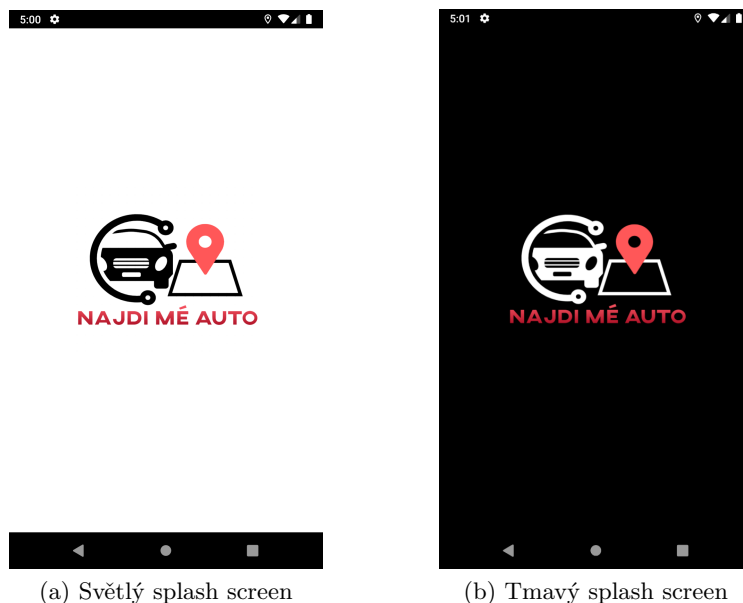 5:00
5:01
NAJDI MÉ AUTO
NAJDI MÉ AUTO
(a) Světlý splash screen
(b) Tmavý splash screen